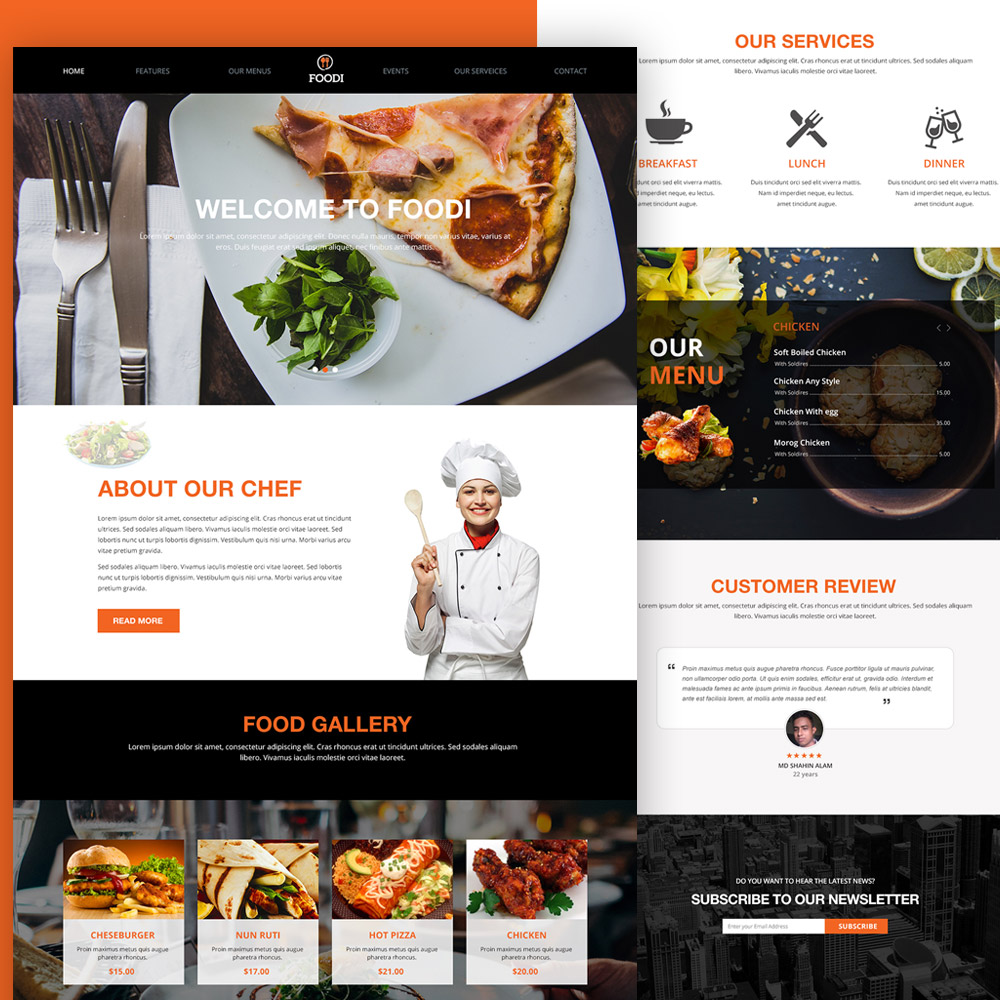 HOME
FEATURES
OUR MENUS
FOODI
EVENTS
OUR SERVEICES
CONTACT
WELCOME TO FOODI
Lorem ipsum dolor sit amet, consectetur adipiscing elit. Donec nulla mauris, tempor non varius vitae, varius at
eros. Duis feugiat erat sed ipsum aliquet, nec finibus ante mattis.
ABOUT OUR CHEF
Lorem ipsum dolor sit amet, consectetur adipiscing elit. Cras rhoncus erat ut tincidunt
ultrices. Sed sodales aliquam libero. Vivamus iaculis molestie orci vitae laoreet. Sed
lobortis nunc ut turpis lobortis dignissim. Vestibulum quis nisi urna. Morbi varius arcu
vitae pretium gravida.
Sed sodales aliquam libero. Vivamus iaculis molestie orci vitae laoreet. Sed lobortis
nunc ut turpis lobortis dignissim. Vestibulum quis nisi urna. Morbi varius arcu vitae
pretium gravida.
READ MORE
FOOD GALLERY
Lorem ipsum dolor sit amet, consectetur adipiscing elit. Cras rhoncus erat ut tincidunt ultrices. Sed sodales aliquam
libero. Vivamus iaculis molestie orci vitae laoreet.
CHESEBURGER
Proin maximus metus quis augue
pharetra rhoncus.
$15.00
NUN RUTI
Proin maximus metus quis augue
pharetra rhoncus.
$17.00
HOT PIZZA
Proin maximus metus quis augue
pharetra rhoncus.
$21.00
CHICKEN
Proin maximus metus quis augue
pharetra rhoncus.
$20.00
OUR SERVICES
Lorem ipsum dolor sit amet, consectetur adipiscing elit. Cras rhoncus erat ut tincidunt ultrices. Sed sodales aliquam
libero. Vivamus iaculis molestie orci vitae laoreet.
BREAKFAST
tincidunt orci sed elit viverra mattis.
imperdiet neque, eu lectus.
amet tincidunt augue.
LUNCH
Duis tincidunt orci sed elit viverra mattis.
Nam id imperdiet neque, eu lectus.
amet tincidunt augue.
DINNER
Duis tincidunt orci sed elit viverra mattis.
Nam id imperdiet neque, eu lectus.
amet tincidunt augue.
OUR
MENU
CHICKEN
Soft Boiled Chicken
With Soldires 5.00
Chicken Any Style
With Soldires 15.00
Chicken With egg
With Soldires 35.00
Morog Chicken
With Soldires 5.00
CUSTOMER REVIEW
Lorem ipsum dolor sit amet, consectetur adipiscing elit. Cras rhoncus erat ut tincidunt ultrices. Sed sodales aliquam
libero. Vivamus iaculis molestie orci vitae laoreet.
“ Proin maximus metus quis augue pharetra rhoncus. Fusce porttitor ligula ut mauris pulvinar,
non ullamcorper odio porta. Ut quis enim sodales, efficitur erat ut, gravida odio. Interdum et
malesuada fames ac ante ipsum primis in faucibus. Aenean rutrum, felis at ultricies blandit,
ante est facilisis lorem, at mollis ante massa sed est. ”
MD SHAHIN ALAM
22 years
DO YOU WANT TO HEAR THE LATEST NEWS?
SUBSCRIBE TO OUR NEWSLETTER
Enter your Email Address
SUBSCRIBE